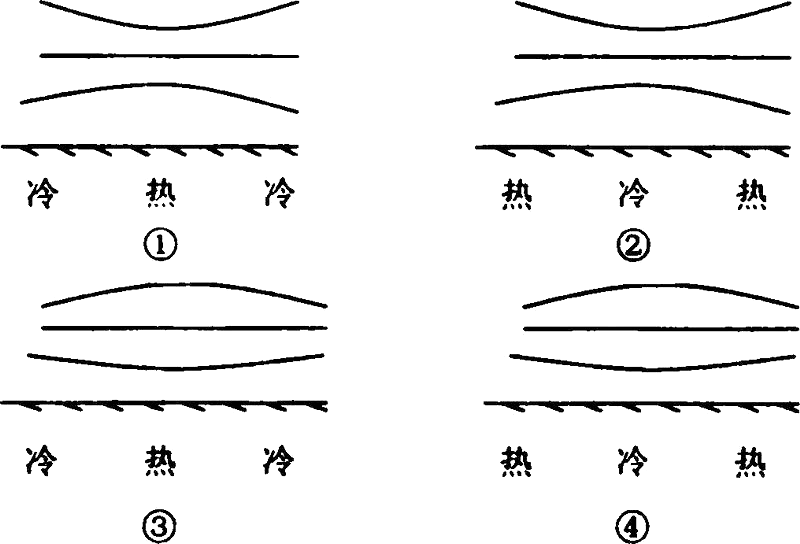 冷 热 冷 热 冷 热
① ②
冷 热 冷 热 冷 热
③ ④